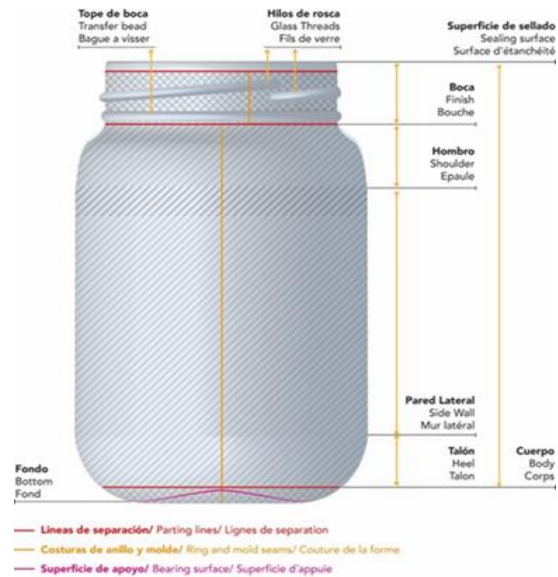 Tope de boca
Transfer bead
Bague a visser
Hilos de rosca
Glass Threads
Fils de verre
Superficie de sellado
Sealing surface
Surface d'étanchéité
Boca
Finish
Bouche
Hombro
Shoulder
Epaule
Pared Lateral
Side Wall
Mur latéral
Talón
Heel
Talon
Cuerpo
Body
Corps
Fondo
Bottom
Fond
Lineas de separación/ Parting lines/ Lignes de separation
Costuras de anillo y molde/ Ring and mold seams/ Couture de la forme
Superficie de apoyo/ Bearing surface/ Superficie d'appuie